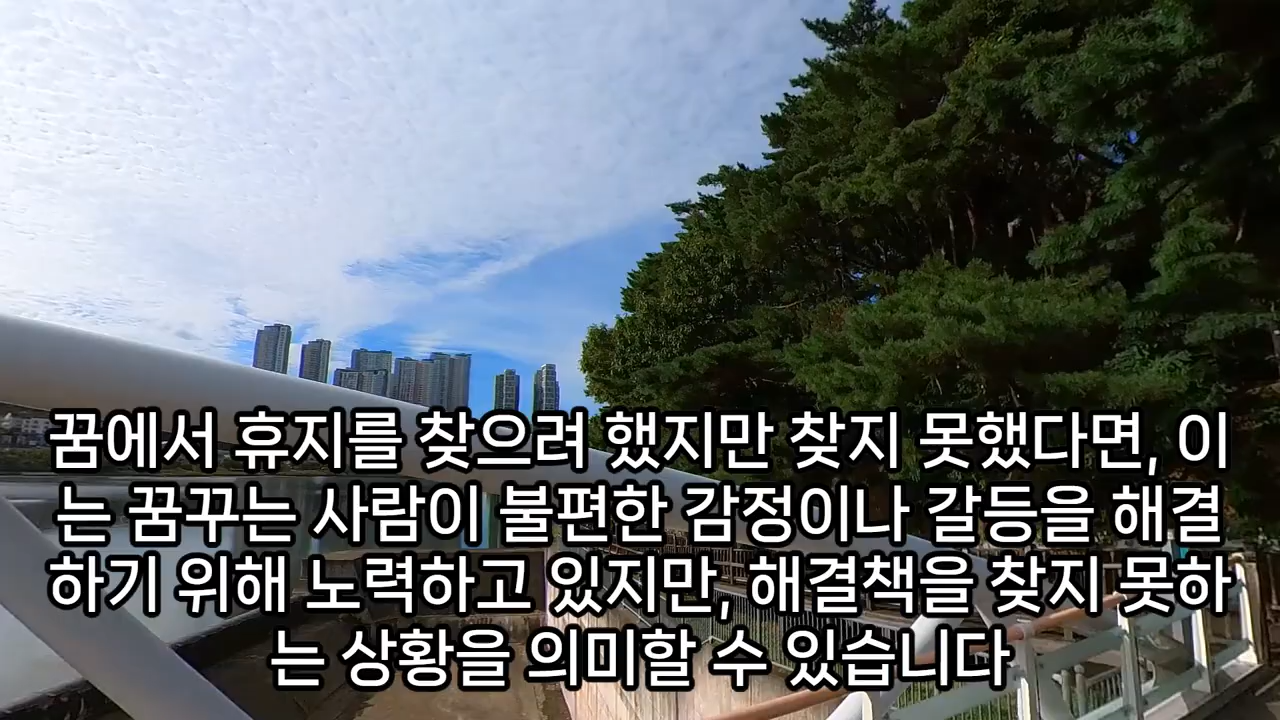 꿈에서 휴지를 찾으려 했지만 찾지 못했다면, 이
는 꿈꾸는 사람이 불편한 감정이나 갈등을 해결
하기 위해 노력하고 있지만, 해결책을 찾지 못하
는 상황을 의미할 수 있습니다